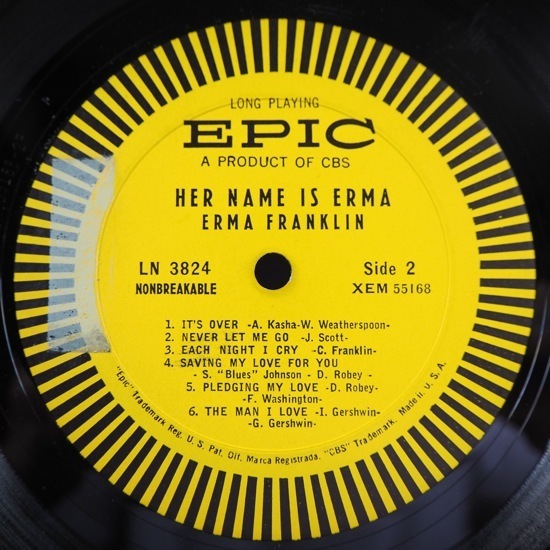 LONG PLAYING
EPIC
A PRODUCT OF CBS
HER NAME IS ERMA
ERMA FRANKLIN
LN 3824
NONBREAKABLE
Side 2
XEM 55168
1. IT'S OVER -A. Kasha-W. Weatherspoon-
2. NEVER LET ME GO -J. Scott-
3. EACH NIGHT I CRY -C. Franklin-
4. SAVING MY LOVE FOR YOU
- S. "Blues" Johnson - D. Robey -
5. PLEDGING MY LOVE -D. Robey-
-F. Washington-
6. THE MAN I LOVE -I. Gershwin-
-G. Gershwin-
"Epic" Trademark Reg. U. S. Pat. Off. Marca Registrada. "CBS" Trademark. Made in U. S. A.